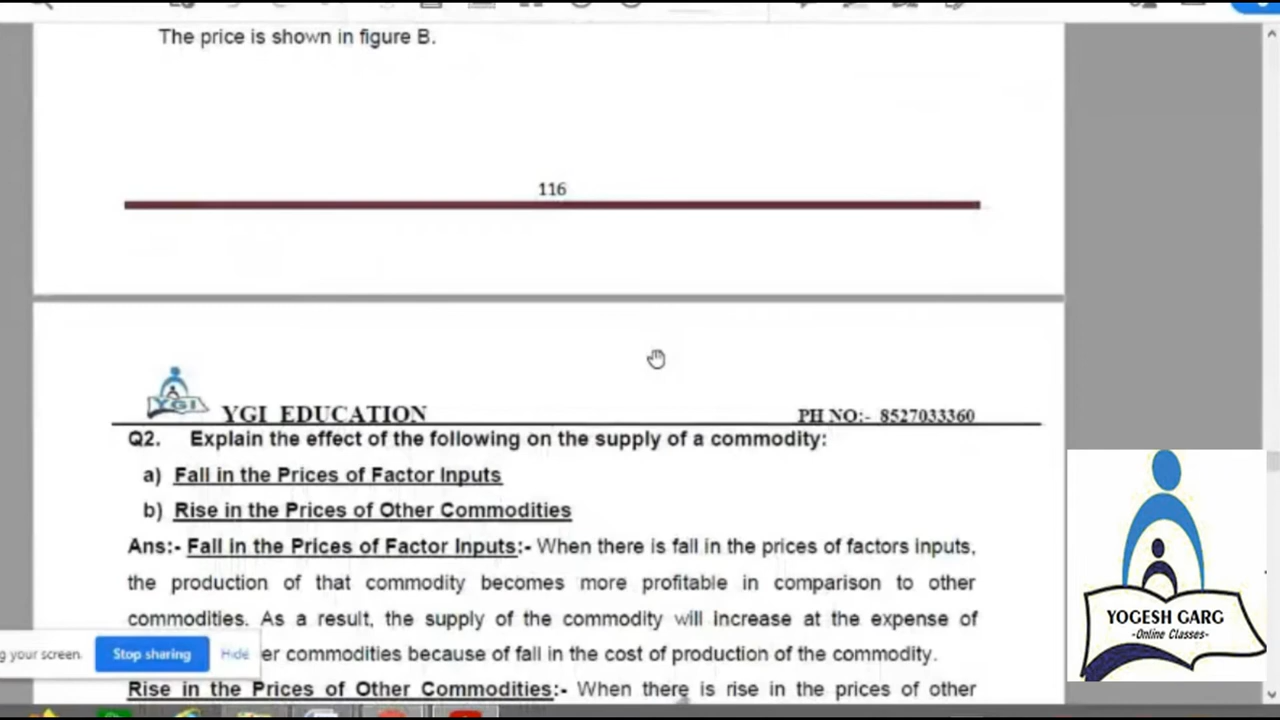 The price is shown in figure B.
116
YGI
YGI EDUCATION
PH NO:- 8527033360
Q2. Explain the effect of the following on the supply of a commodity:
a) Fall in the Prices of Factor Inputs
b) Rise in the Prices of Other Commodities
Ans:- Fall in the Prices of Factor Inputs:- When there is fall in the prices of factors inputs,
the production of that commodity becomes more profitable in comparison to other
commodities. As a result, the supply of the commodity will increase at the expense of
er commodities because of fall in the cost of production of the commodity.
Rise in the Prices of Other Commodities:- When there is rise in the prices of other
g your screen. Stop sharing Hide
YOGESH GARG
-Online Classes-